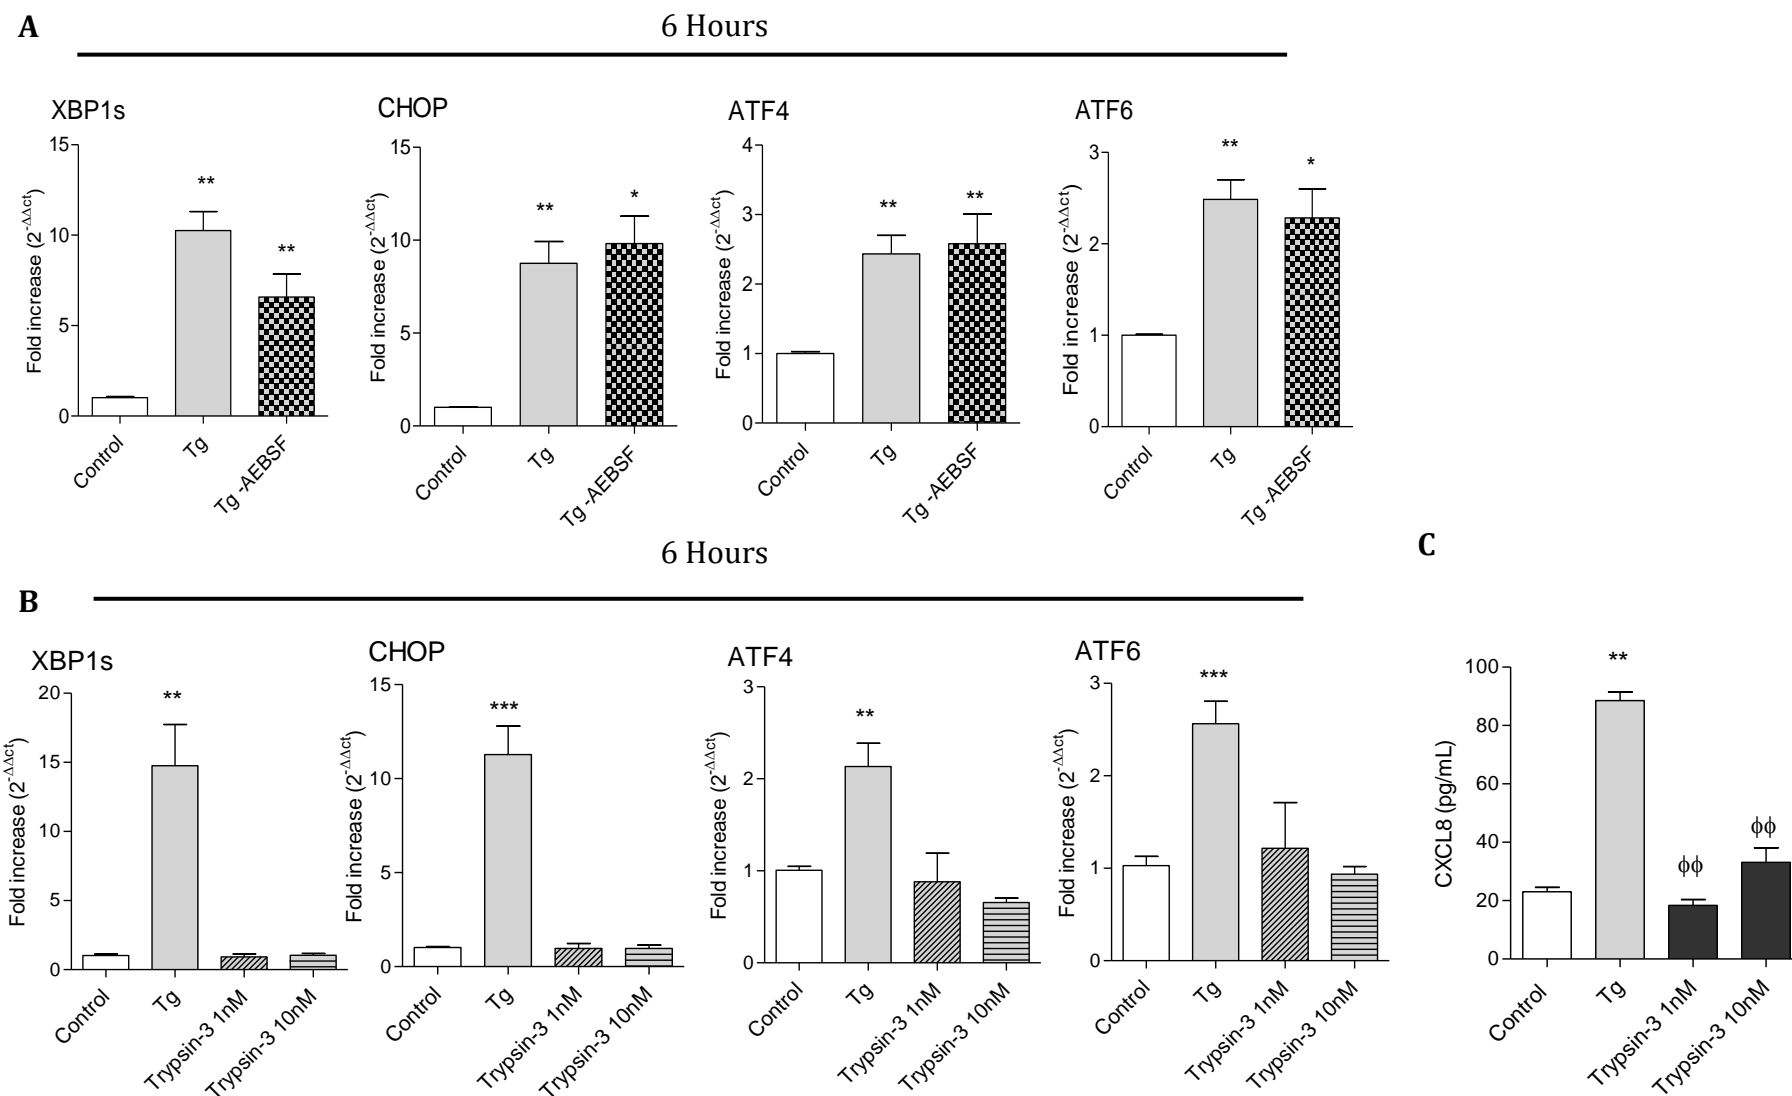 A
6 Hours
XBP1s
Fold increase (2^-ΔΔct)
15
10
5
0
**
**
Control
Tg
Tg -AEBSF
CHOP
Fold increase (2^-ΔΔct)
15
10
5
0
**
*
Control
Tg
Tg -AEBSF
ATF4
Fold increase (2^-ΔΔct)
4
3
2
1
0
**
**
Control
Tg
Tg -AEBSF
ATF6
Fold increase (2^-ΔΔct)
3
2
1
0
**
*
Control
Tg
Tg -AEBSF
6 Hours
B
XBP1s
Fold increase (2^-ΔΔct)
20
15
10
5
0
**
Control
Tg
Trypsin-3 1nM
Trypsin-3 10nM
CHOP
Fold increase (2^-ΔΔct)
15
10
5
0
***
Control
Tg
Trypsin-3 1nM
Trypsin-3 10nM
ATF4
Fold increase (2^-ΔΔct)
3
2
1
0
**
Control
Tg
Trypsin-3 1nM
Trypsin-3 10nM
ATF6
Fold increase (2^-ΔΔct)
3
2
1
0
***
Control
Tg
Trypsin-3 1nM
Trypsin-3 10nM
C
CXCL8 (pg/mL)
100
80
60
40
20
0
**
ϕϕ
ϕϕ
Control
Tg
Trypsin-3 1nM
Trypsin-3 10nM